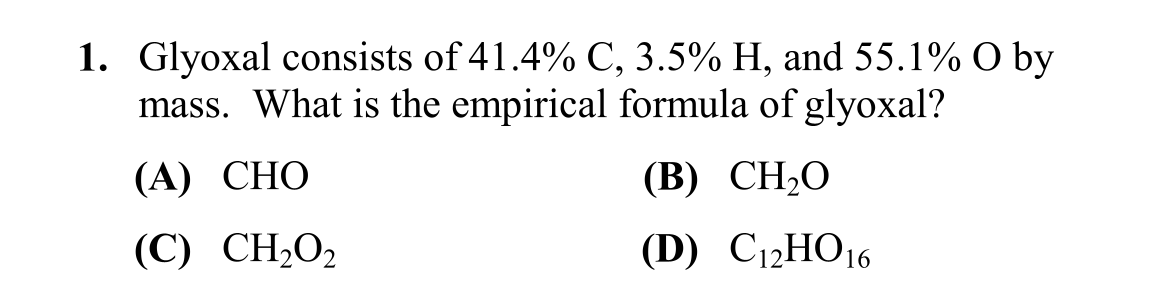 1. Glyoxal consists of 41.4% C, 3.5% H, and 55.1% O by
mass. What is the empirical formula of glyoxal?
(A) CHO (B) CH₂O
(C) CH₂O₂ (D) C₁₂HO₁₆